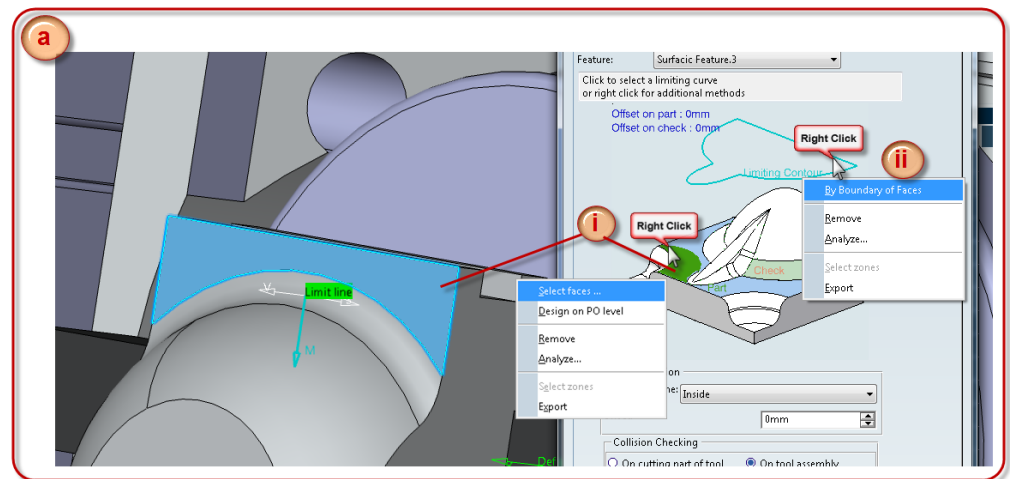 a
Feature:
Surfacic Feature.3
Click to select a limiting curve
or right click for additional methods
Offset on part : 0mm
Offset on check : 0mm
Right Click
ii
Limiting Contour
By Boundary of Faces
Remove
Analyze...
Select zones
Export
i
Right Click
Check
Part
Limit line
V
M
Select faces ...
Design on PO level
Remove
Analyze...
Select zones
Export
on
ne:
Inside
0mm
Collision Checking
On cutting part of tool
On tool assembly
Def